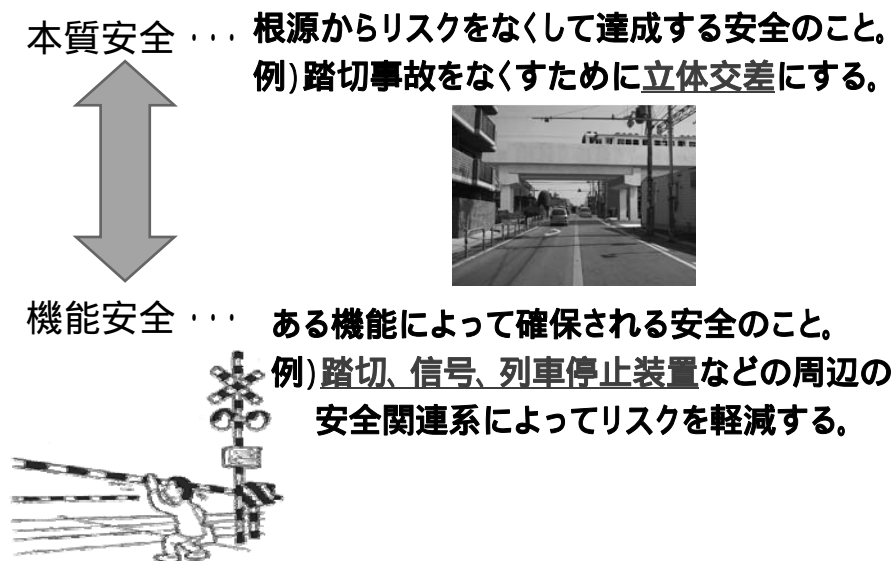 本質安全 ･･･ 根源からリスクをなくして達成する安全のこと。
例)踏切事故をなくすために立体交差にする。
機能安全 ･･･ ある機能によって確保される安全のこと。
例)踏切、信号、列車停止装置などの周辺の
安全関連系によってリスクを軽減する。